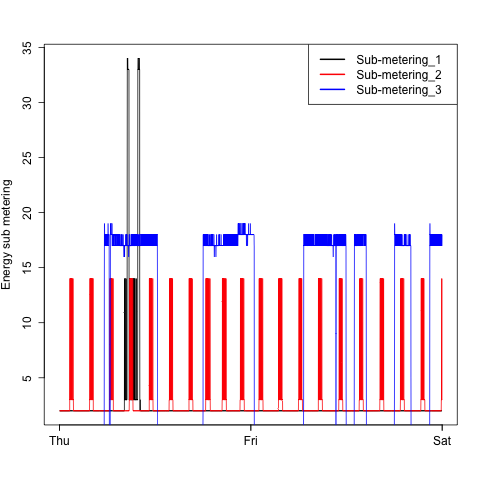 Sub-metering_1
Sub-metering_2
Sub-metering_3
Energy sub metering
35
30
25
20
15
10
5
Thu Fri Sat